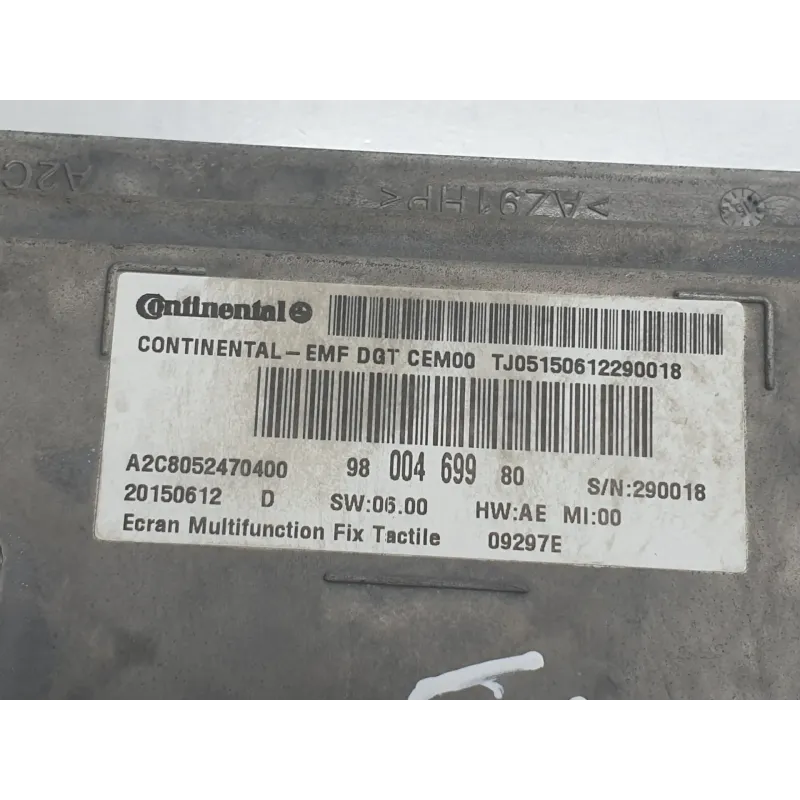 A2C
>AZ91HP<
Continental
CONTINENTAL-EMF DGT CEM00 TJ05150612290018
A2C8052470400 98 004 699 80 S/N:290018
20150612 D SW:06.00 HW:AE MI:00
Ecran Multifunction Fix Tactile 09297E